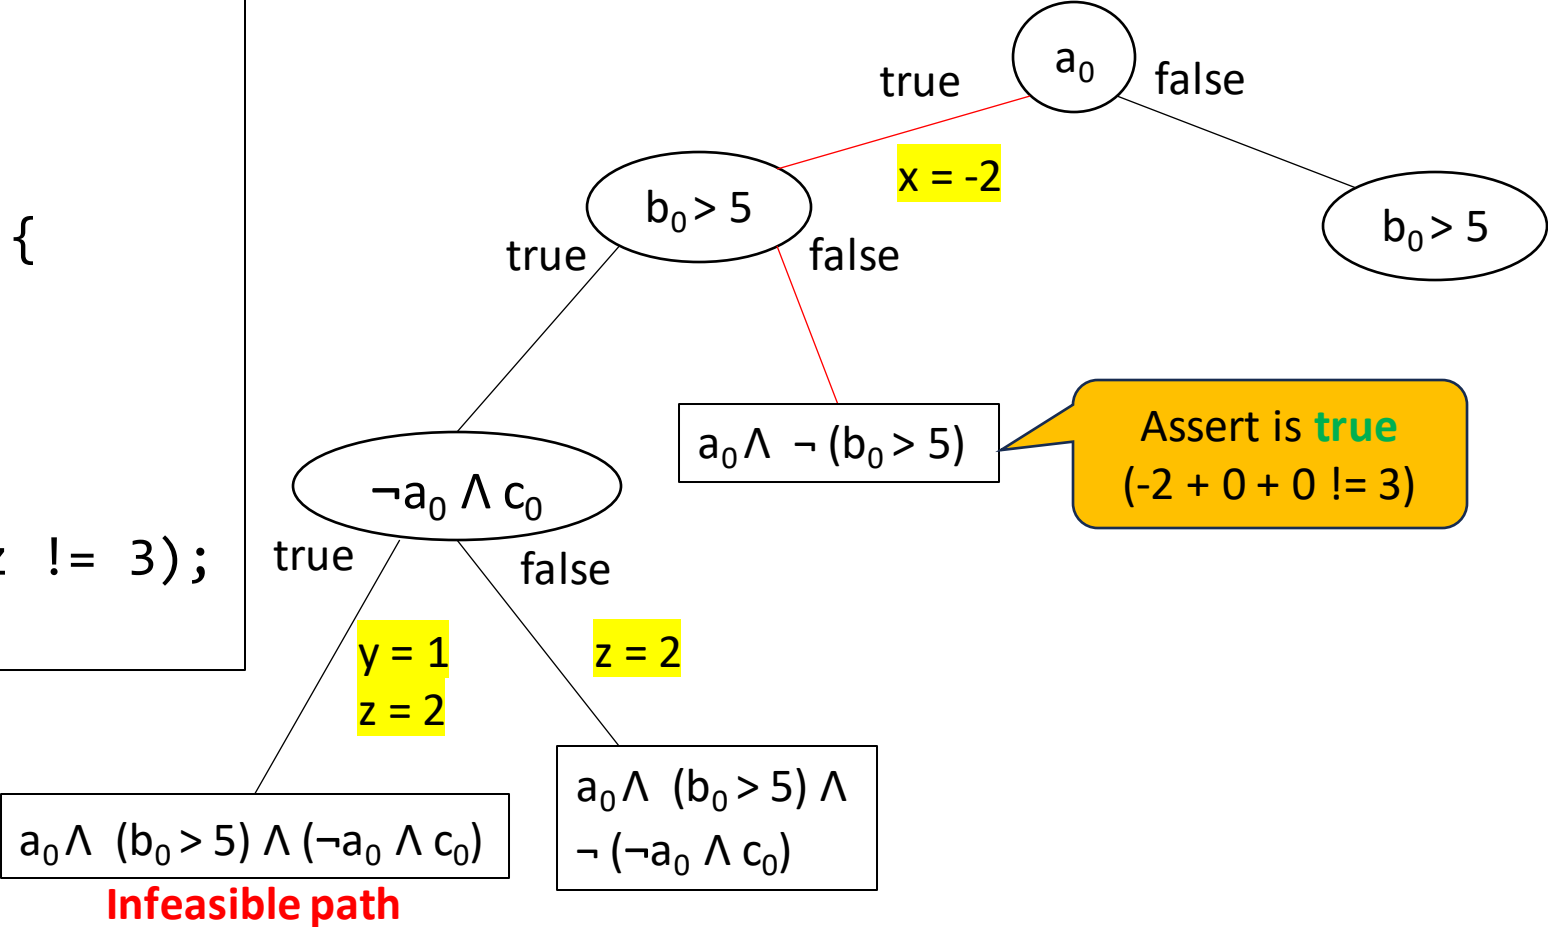 {
z != 3);
a₀
true
false
x = -2
b₀ > 5
b₀ > 5
true
false
a₀ Λ ¬ (b₀ > 5)
Assert is true
(-2 + 0 + 0 != 3)
¬a₀ Λ c₀
true
false
y = 1
z = 2
z = 2
a₀ Λ (b₀ > 5) Λ (¬a₀ Λ c₀)
Infeasible path
a₀ Λ (b₀ > 5) Λ
¬ (¬a₀ Λ c₀)